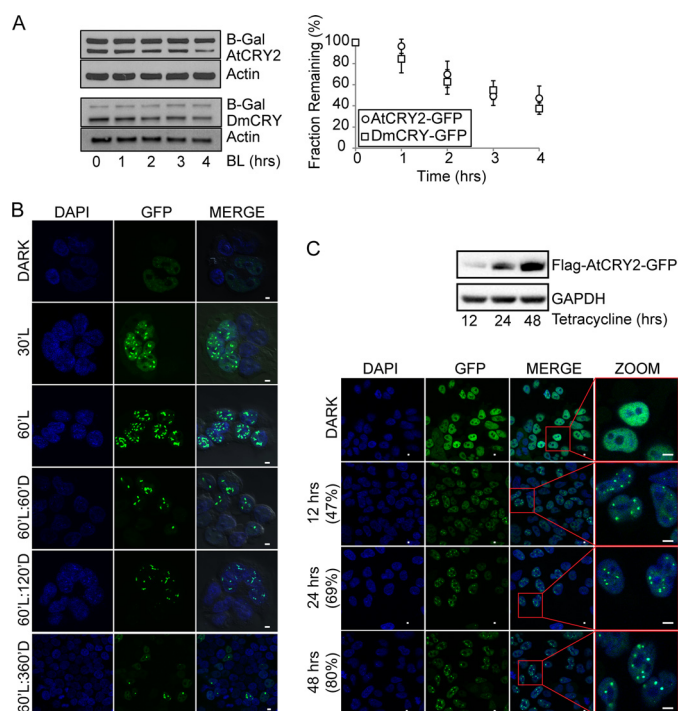 A
B-Gal
AtCRY2
Actin
B-Gal
DmCRY
Actin
0 1 2 3 4 BL (hrs)
Fraction Remaining (%)
100
80
60
40
0
AtCRY2-GFP
DmCRY-GFP
0 1 2 3 4
Time (hrs)
B
DAPI GFP MERGE
DARK
30'L
60'L
60'L:60'D
60'L:120'D
60'L:360'D
C
Flag-AtCRY2-GFP
GAPDH
12 24 48 Tetracycline (hrs)
DAPI GFP MERGE ZOOM
DARK
12 hrs
(47%)
24 hrs
(69%)
48 hrs
(80%)